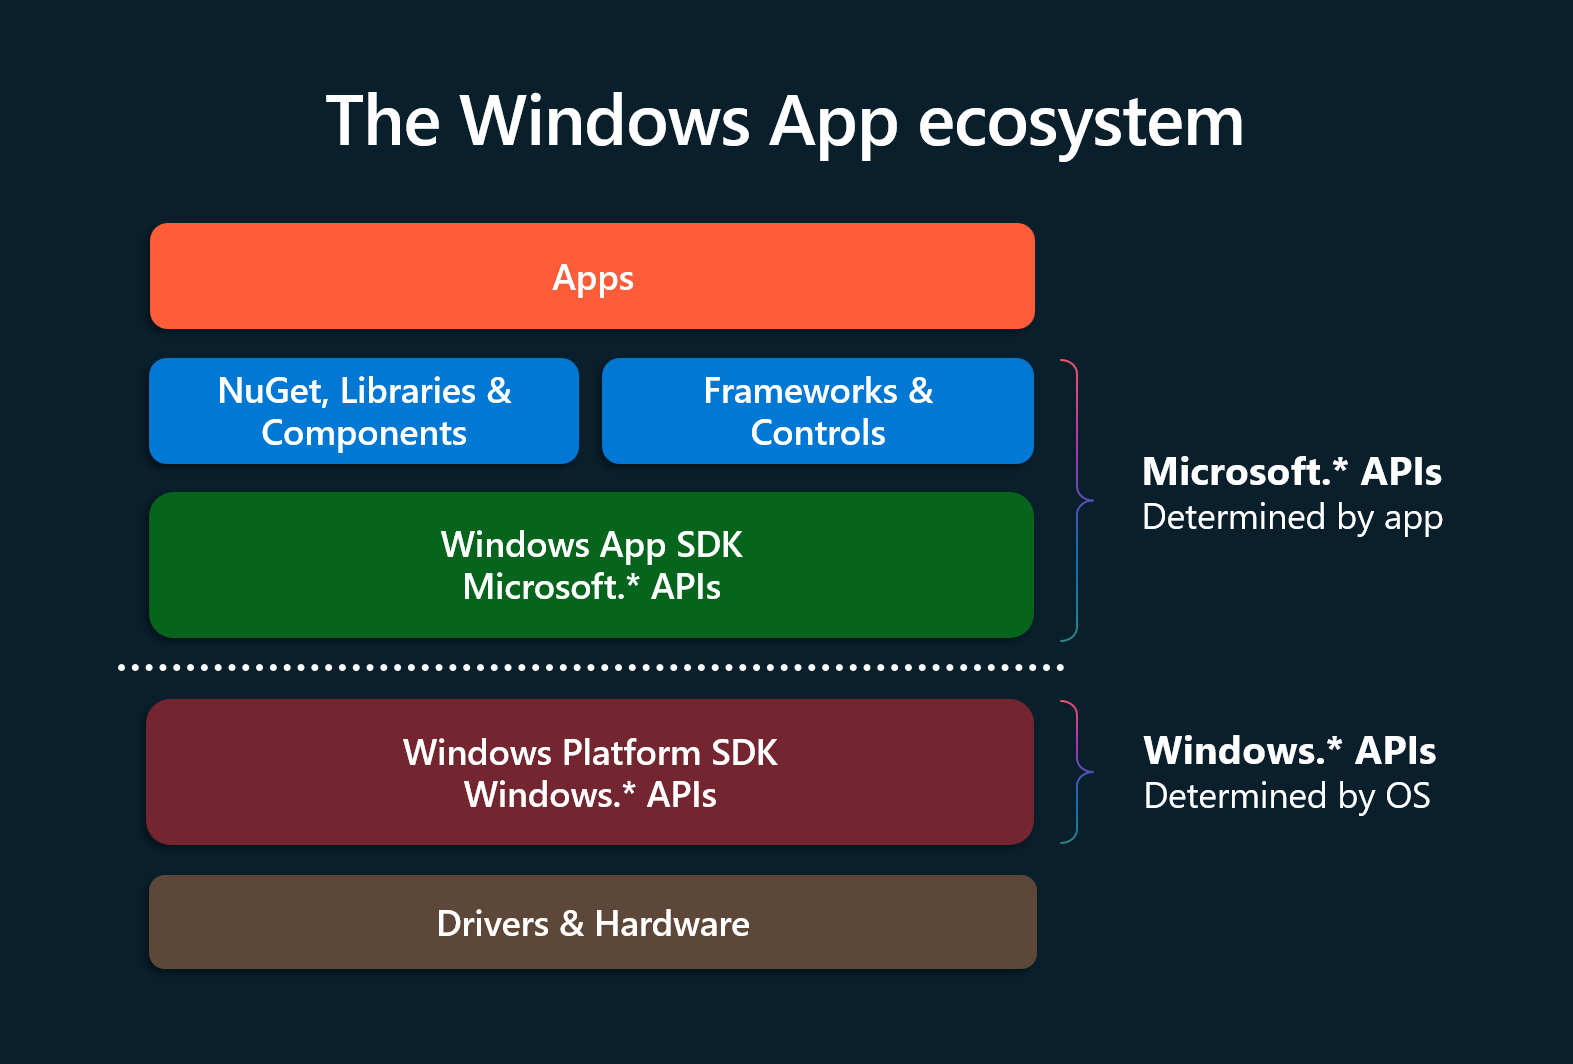 The Windows App ecosystem
Apps
NuGet, Libraries &
Components
Frameworks &
Controls
Windows App SDK
Microsoft.* APIs
Microsoft.* APIs
Determined by app
Windows Platform SDK
Windows.* APIs
Windows.* APIs
Determined by OS
Drivers & Hardware